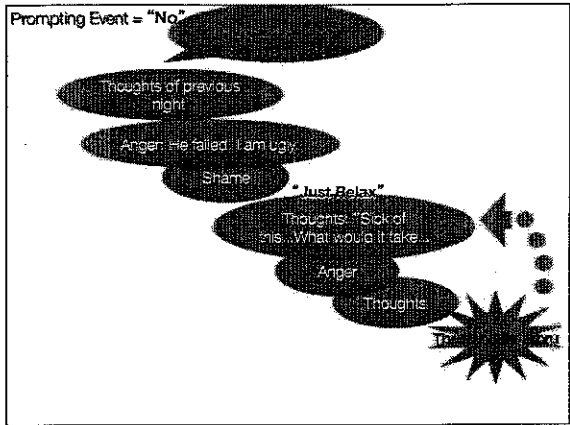 Prompting Event = "No"
Thoughts of previous
night
Anger: He failed. I am ugly
Shame
"Just Relax"
Thoughts: "Sick of
this...What would it take...
Anger
Thoughts